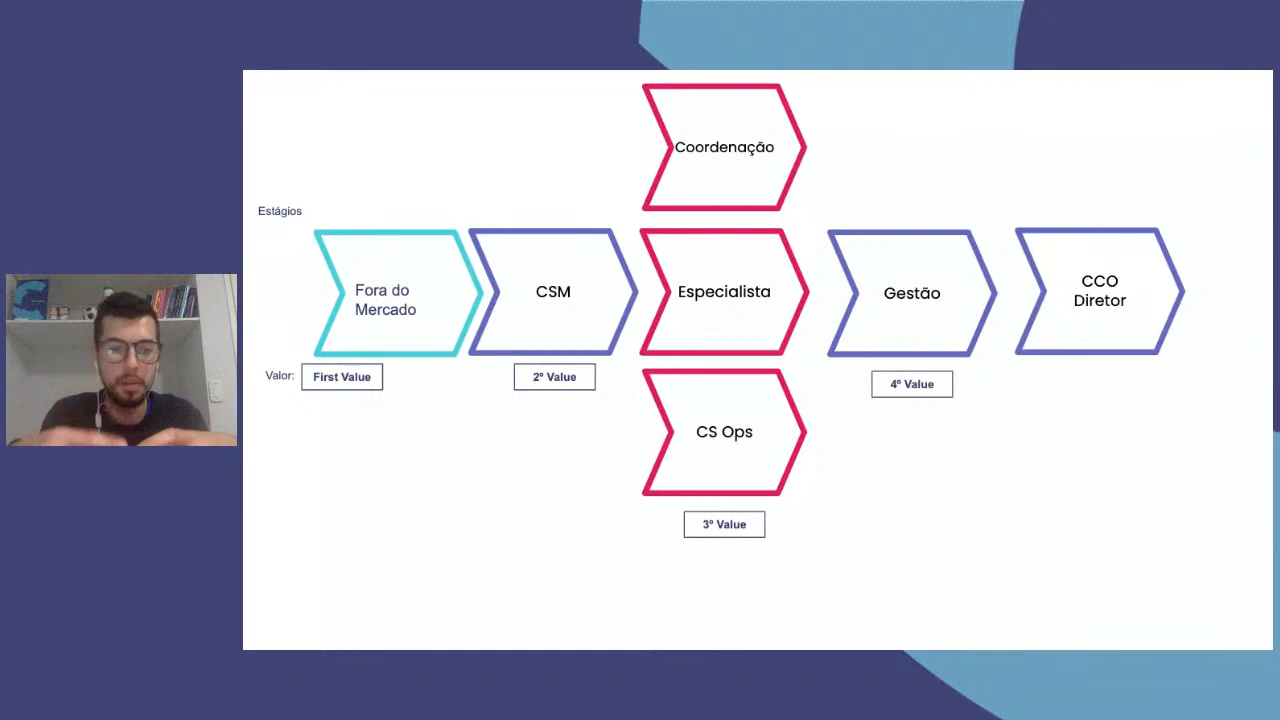 Coordenação
Estágios
Fora do
Mercado
CSM
Especialista
Gestão
CCO
Diretor
Valor:
First Value
2º Value
4º Value
CS Ops
3º Value